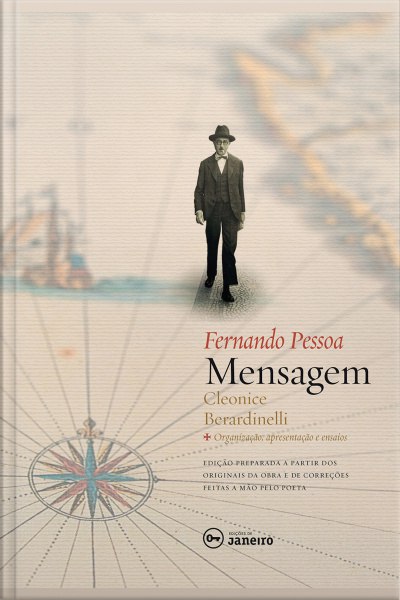 Fernando Pessoa
Mensagem
Cleonice
Berardinelli
Organização, apresentação e ensaios
EDIÇÃO PREPARADA A PARTIR DOS
ORIGINAIS DA OBRA E DE CORREÇÕES
FEITAS A MÃO PELO POETA
EDIÇÕES DE
JANEIRO